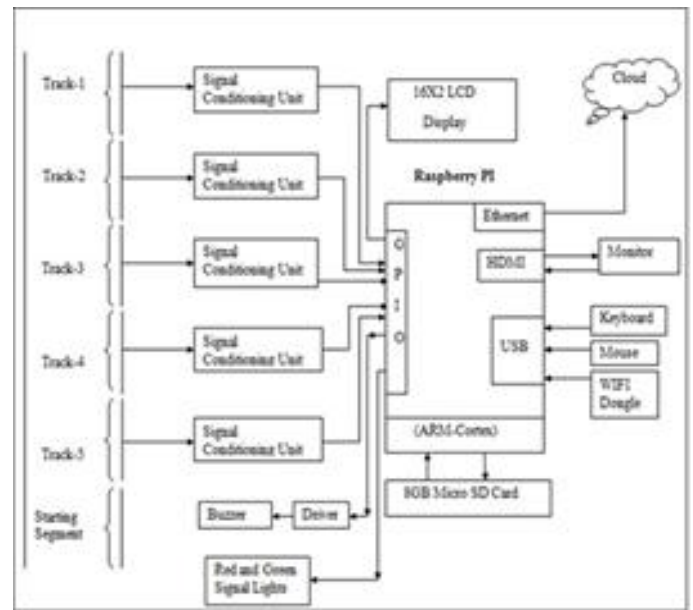 Track-1
Signal
Conditioning Unit
16X2 LCD
Display
Cloud
Track-2
Signal
Conditioning Unit
Raspberry PI
Ethernet
Track-3
Signal
Conditioning Unit
G
P
I
O
HDMI
Monitor
Track-4
Signal
Conditioning Unit
USB
Keyboard
Mouse
WIFI
Dongle
Track-5
Signal
Conditioning Unit
(ARM-Cortex)
8GB Micro SD Card
Starting
Segment
Buzzer
Driver
Red and Green
Signal Lights